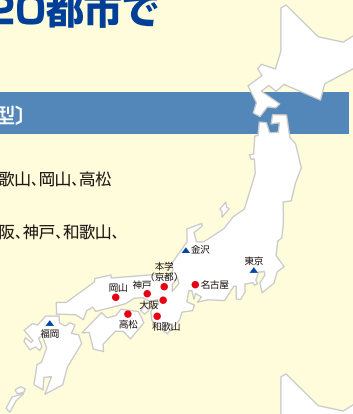 20都市で
型〕
歌山、岡山、高松
阪、神戸、和歌山、
金沢
東京
本学
（京都）
名古屋
岡山
神戸
大阪
高松
和歌山
福岡